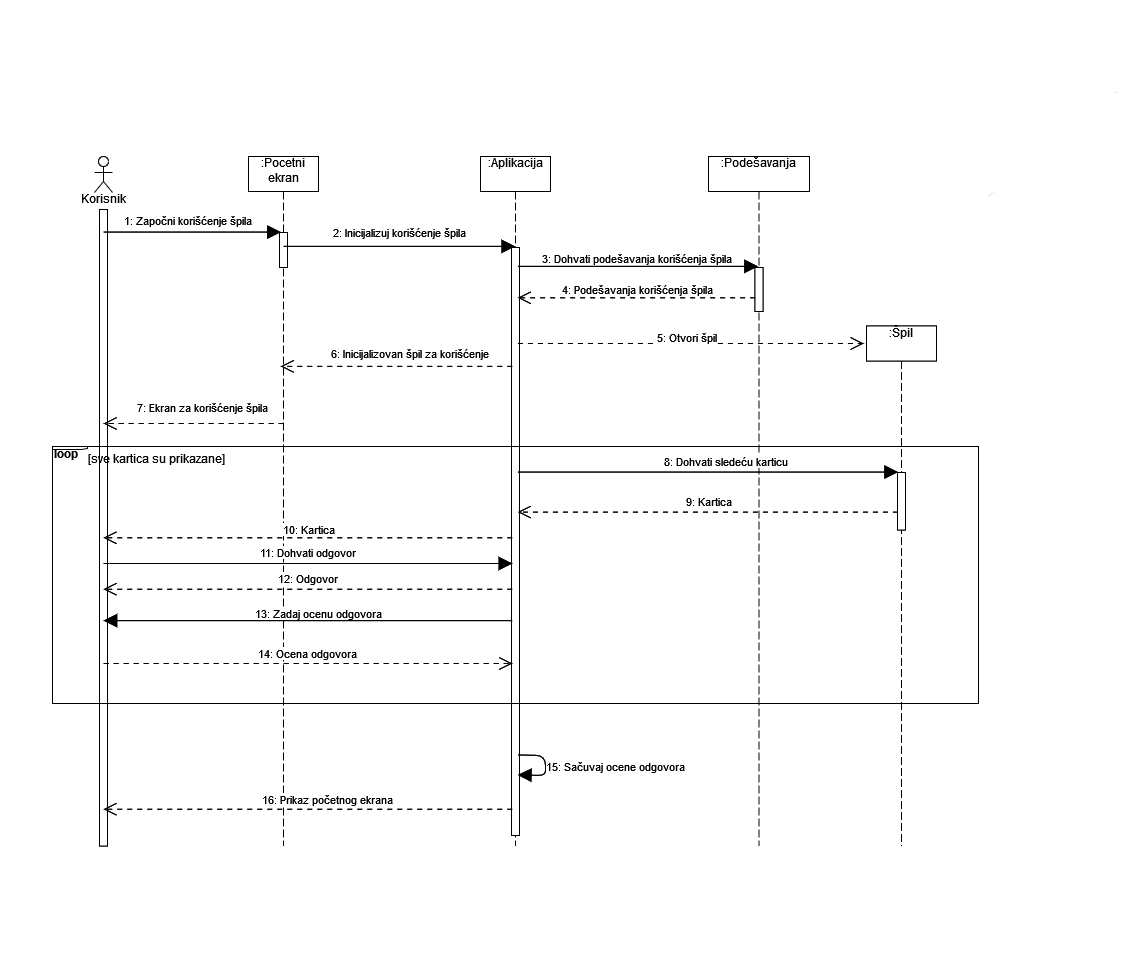 :Pocetni
ekran
:Aplikacija
:Podešavanja
Korisnik
1: Započni korišćenje špila
2: Inicijalizuj korišćenje špila
3: Dohvati podešavanja korišćenja špila
4: Podešavanja korišćenja špila
:Špil
5: Otvori špil
6: Inicijalizovan špil za korišćenje
7: Ekran za korišćenje špila
loop
[sve kartica su prikazane]
8: Dohvati sledeću karticu
9: Kartica
10: Kartica
11: Dohvati odgovor
12: Odgovor
13: Zadaj ocenu odgovora
14: Ocena odgovora
15: Sačuvaj ocene odgovora
16: Prikaz početnog ekrana